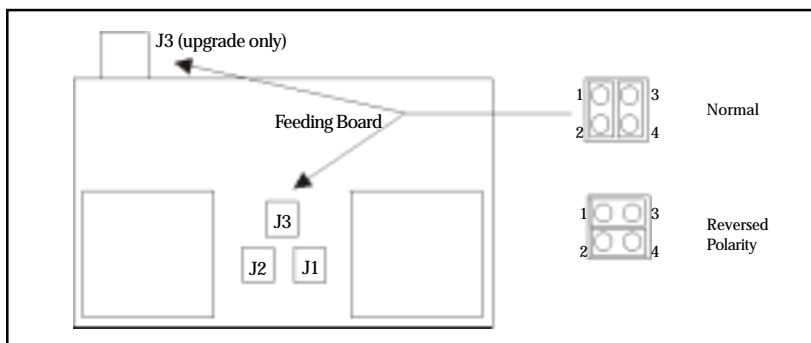 J3 (upgrade only)
Feeding Board
J3
J2
J1
1
3
2
4
Normal
1
3
2
4
Reversed
Polarity